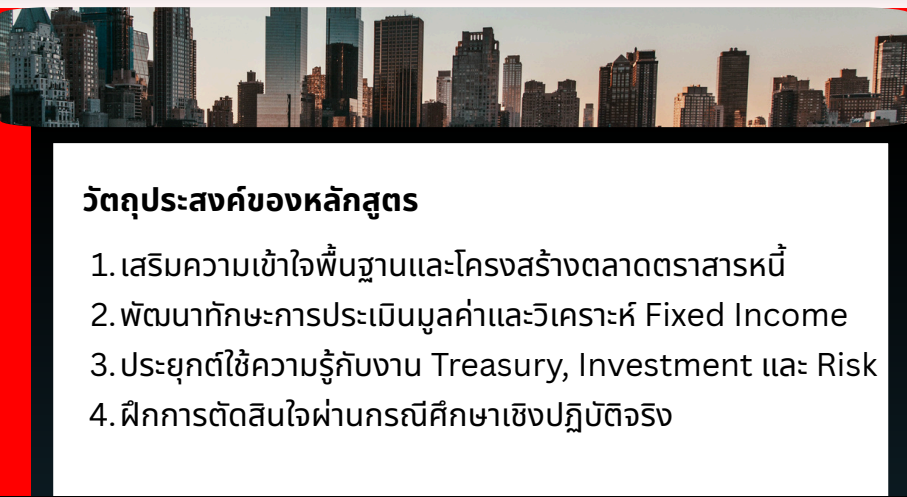 วัตถุประสงค์ของหลักสูตร
1. เสริมความเข้าใจพื้นฐานและโครงสร้างตลาดตราสารหนี้
2. พัฒนาทักษะการประเมินมูลค่าและวิเคราะห์ Fixed Income
3. ประยุกต์ใช้ความรู้กับงาน Treasury, Investment และ Risk
4. ฝึกการตัดสินใจผ่านกรณีศึกษาเชิงปฏิบัติจริง